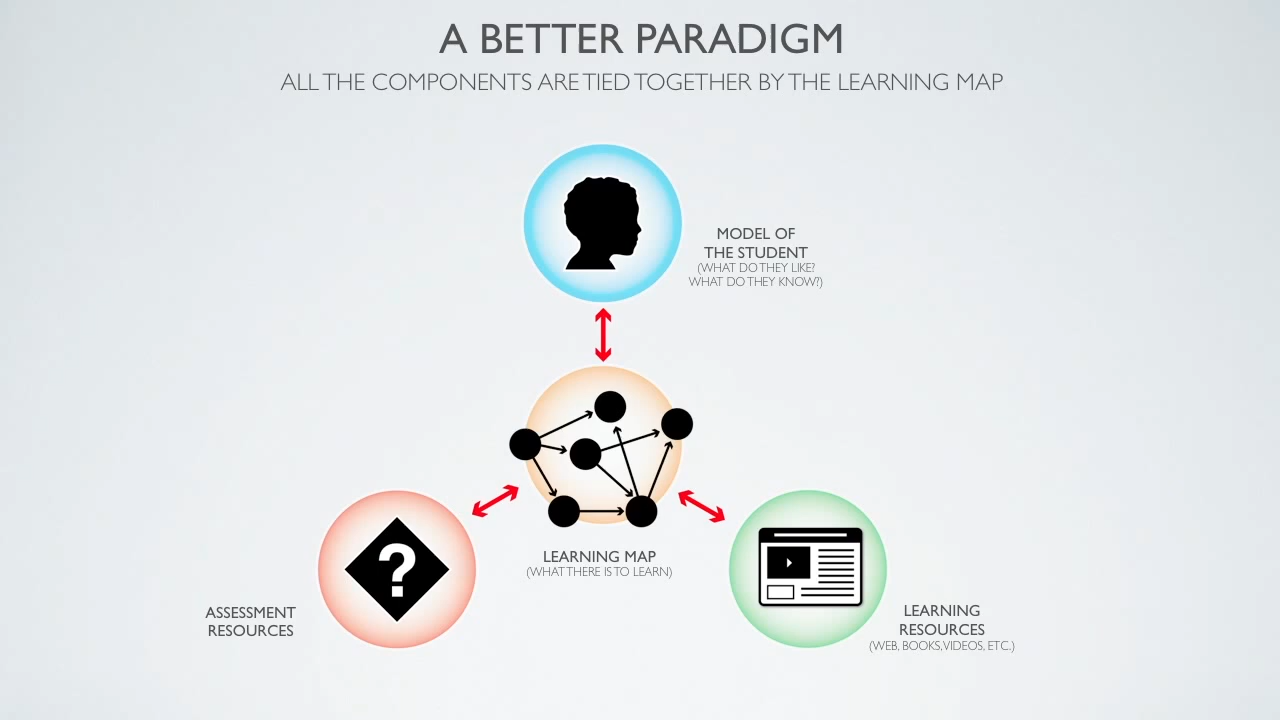 A BETTER PARADIGM
ALL THE COMPONENTS ARE TIED TOGETHER BY THE LEARNING MAP
MODEL OF
THE STUDENT
(WHAT DO THEY LIKE?
WHAT DO THEY KNOW?)
LEARNING MAP
(WHAT THERE IS TO LEARN)
?
ASSESSMENT
RESOURCES
LEARNING
RESOURCES
(WEB, BOOKS, VIDEOS, ETC.)